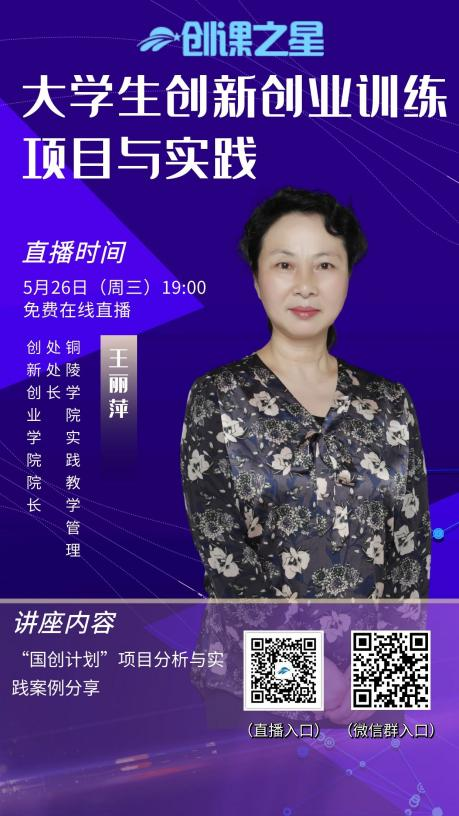 创课之星
大学生创新创业训练
项目与实践
直播时间
5月26日（周三）19:00
免费在线直播
王丽萍
铜陵学院实践教学管理
处处长
创新创业学院院长
讲座内容
“国创计划”项目分析与实
践案例分享
（直播入口）
（微信群入口）